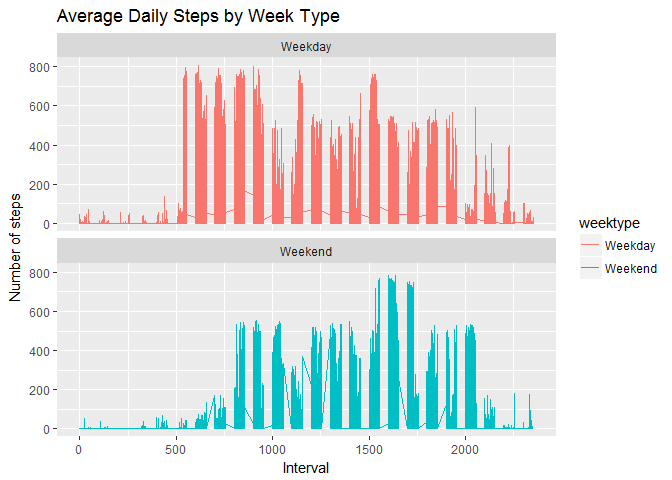 Average Daily Steps by Week Type
Weekday
800
600
400
200
0
Weekend
800
600
400
200
0
0 500 1000 1500 2000
Interval
Number of steps
weektype
Weekday
Weekend